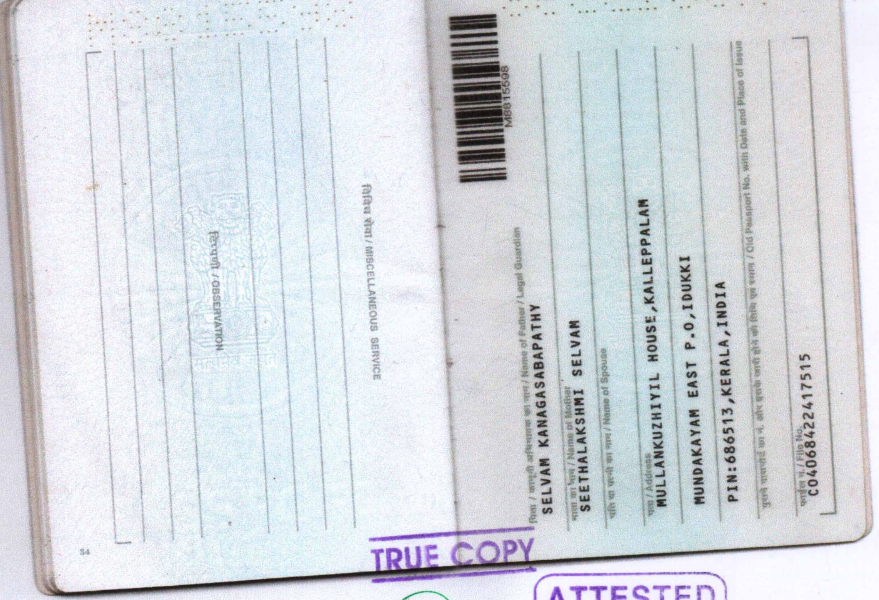 टिप्पणी / OBSERVATION
विविध सेवा / MISCELLANEOUS SERVICE
34
M8815598
पिता / कानूनी अभिभावक का नाम / Name of Father / Legal Guardian
SELVAM KANAGASABAPATHY
माता का नाम / Name of Mother
SEETHALAKSHMI SELVAM
पति या पत्नी का नाम / Name of Spouse
पता / Address
MULLANKUZHIYIL HOUSE,KALLEPPALAM
MUNDAKAYAM EAST P.O,IDUKKI
PIN:686513,KERALA,INDIA
पुराने पासपोर्ट का नं. और इसके जारी होने की तिथि एवं स्थान / Old Passport No. with Date and Place of Issue
फाईल नं. / File No.
CO4068422417515
TRUE COPY
ATTESTED